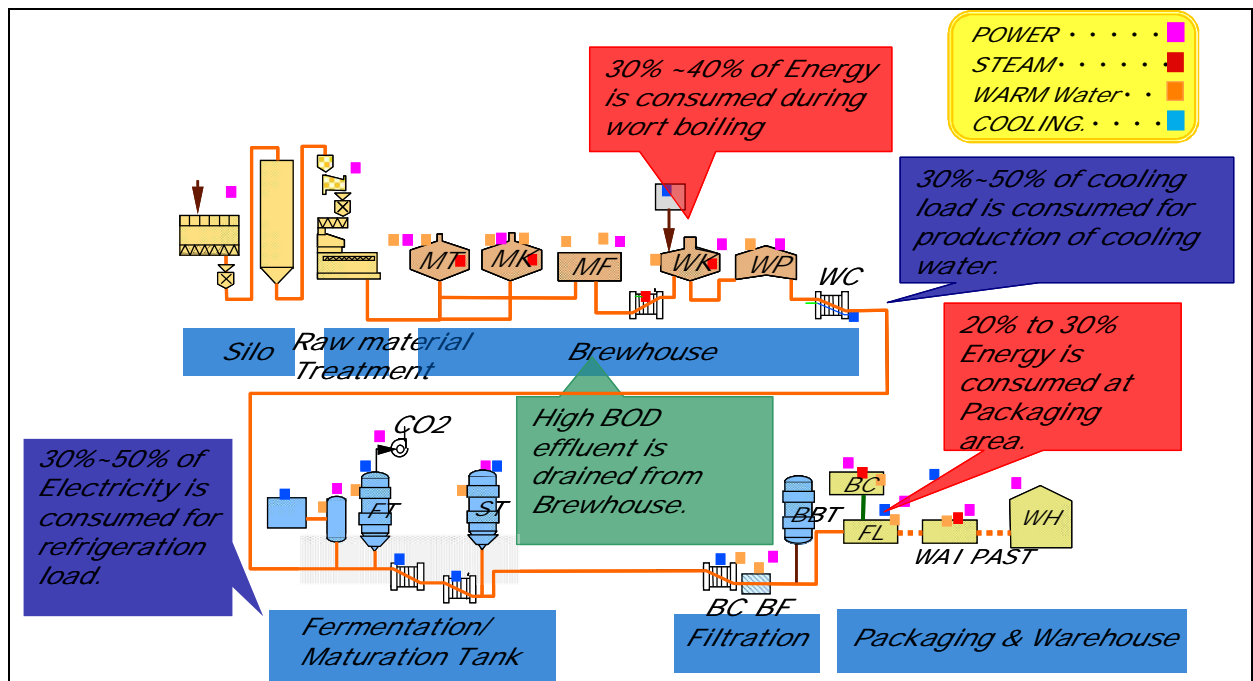 POWER · · · · ·
STEAM · · · · · ·
WARM Water · ·
COOLING. · · · ·
30% ~40% of Energy
is consumed during
wort boiling
30%~50% of cooling
load is consumed for
production of cooling
water.
MT
MK
MF
WK
WP
WC
Silo
Raw material
Treatment
Brewhouse
20% to 30%
Energy is
consumed at
Packaging
area.
High BOD
effluent is
drained from
Brewhouse.
30%~50% of
Electricity is
consumed for
refrigeration
load.
CO2
FT
ST
BBT
BC
FL
WAI PAST
WH
BC BF
Fermentation/
Maturation Tank
Filtration
Packaging & Warehouse